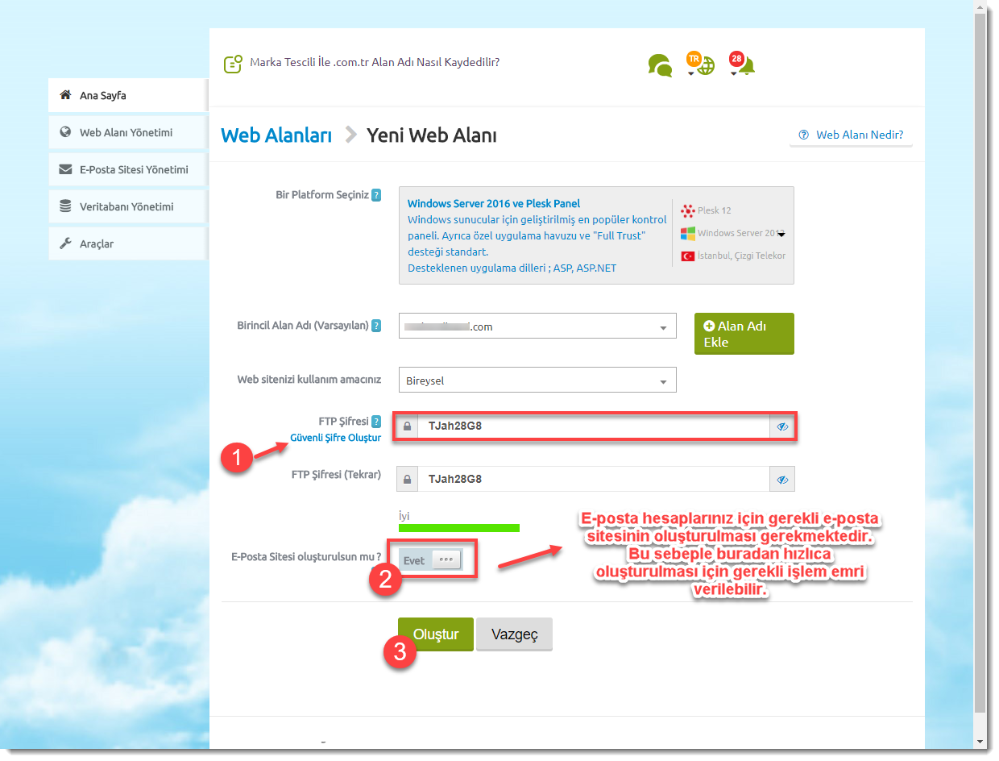 Marka Tescili İle .com.tr Alan Adı Nasıl Kaydedilir?
TR
28
Ana Sayfa
Web Alanı Yönetimi
E-Posta Sitesi Yönetimi
Veritabanı Yönetimi
Araçlar
Web Alanları > Yeni Web Alanı
? Web Alanı Nedir?
Bir Platform Seçiniz ?
Windows Server 2016 ve Plesk Panel
Windows sunucular için geliştirilmiş en popüler kontrol
paneli. Ayrıca özel uygulama havuzu ve "Full Trust"
desteği standart.
Desteklenen uygulama dilleri ; ASP, ASP.NET
Plesk 12
Windows Server 2012
İstanbul, Çizgi Telekor
Birincil Alan Adı (Varsayılan) ?
.com
Alan Adı
Ekle
Web sitenizi kullanım amacınız
Bireysel
FTP Şifresi ?
Güvenli Şifre Oluştur
TJah28G8
1
FTP Şifresi (Tekrar)
TJah28G8
İyi
E-Posta Sitesi oluşturulsun mu ?
Evet
2
E-posta hesaplarınız için gerekli e-posta
sitesinin oluşturulması gerekmektedir.
Bu sebeple buradan hızlıca
oluşturulması için gerekli işlem emri
verilebilir.
Oluştur
Vazgeç
3